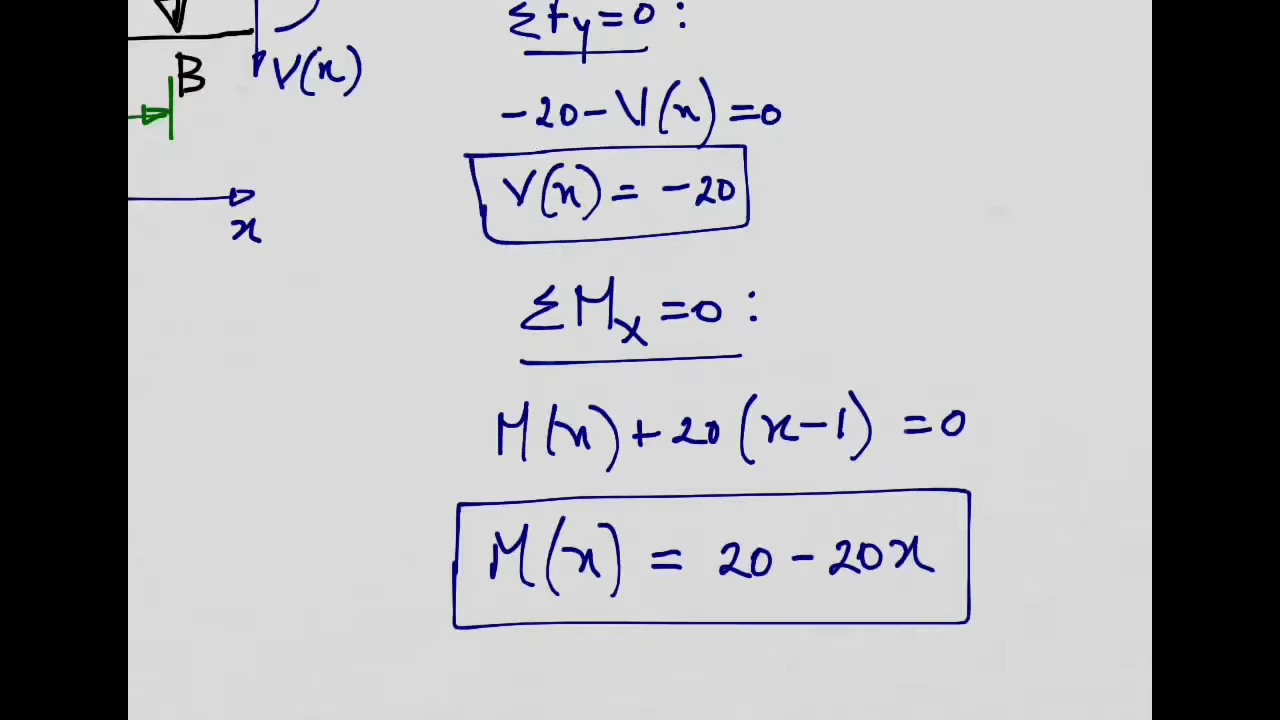 ΣFy=0:
B
V(x)
-20-V(x)=0
V(x)=-20
x
ΣMx=0:
M(x)+20(x-1)=0
M(x)=20-20x